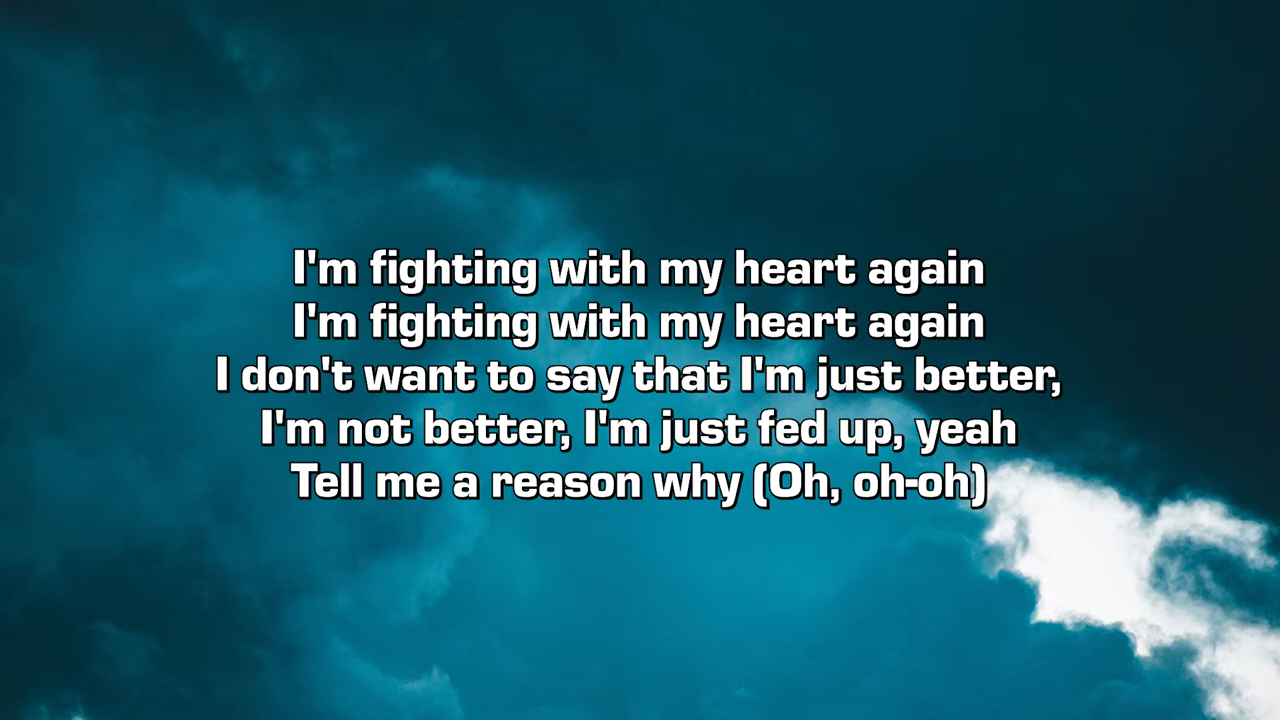 I'm fighting with my heart again
I'm fighting with my heart again
I don't want to say that I'm just better,
I'm not better, I'm just fed up, yeah
Tell me a reason why (Oh, oh-oh)